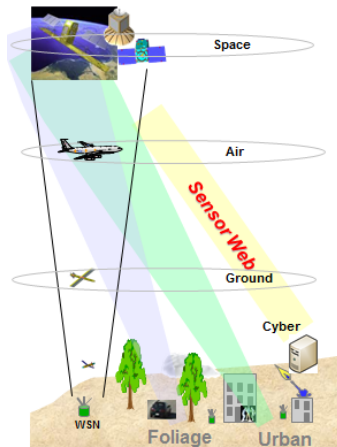 Space
Air
Sensor Web
Ground
Cyber
WSN
Foliage
Urban